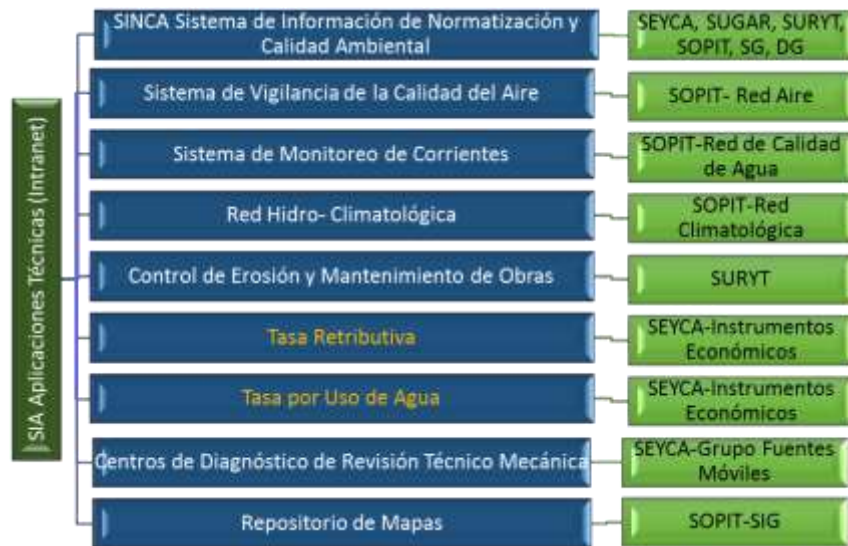 SIA Aplicaciones Técnicas (Intranet)
SINCA Sistema de Información de Normatización y
Calidad Ambiental
SEYCA, SUGAR, SURYT,
SOPIT, SG, DG
Sistema de Vigilancia de la Calidad del Aire
SOPIT- Red Aire
Sistema de Monitoreo de Corrientes
SOPIT-Red de Calidad
de Agua
Red Hidro- Climatológica
SOPIT-Red
Climatológica
Control de Erosión y Mantenimiento de Obras
SURYT
Tasa Retributiva
SEYCA-Instrumentos
Económicos
Tasa por Uso de Agua
SEYCA-Instrumentos
Económicos
Centros de Diagnóstico de Revisión Técnico Mecánica
SEYCA-Grupo Fuentes
Móviles
Repositorio de Mapas
SOPIT-SIG